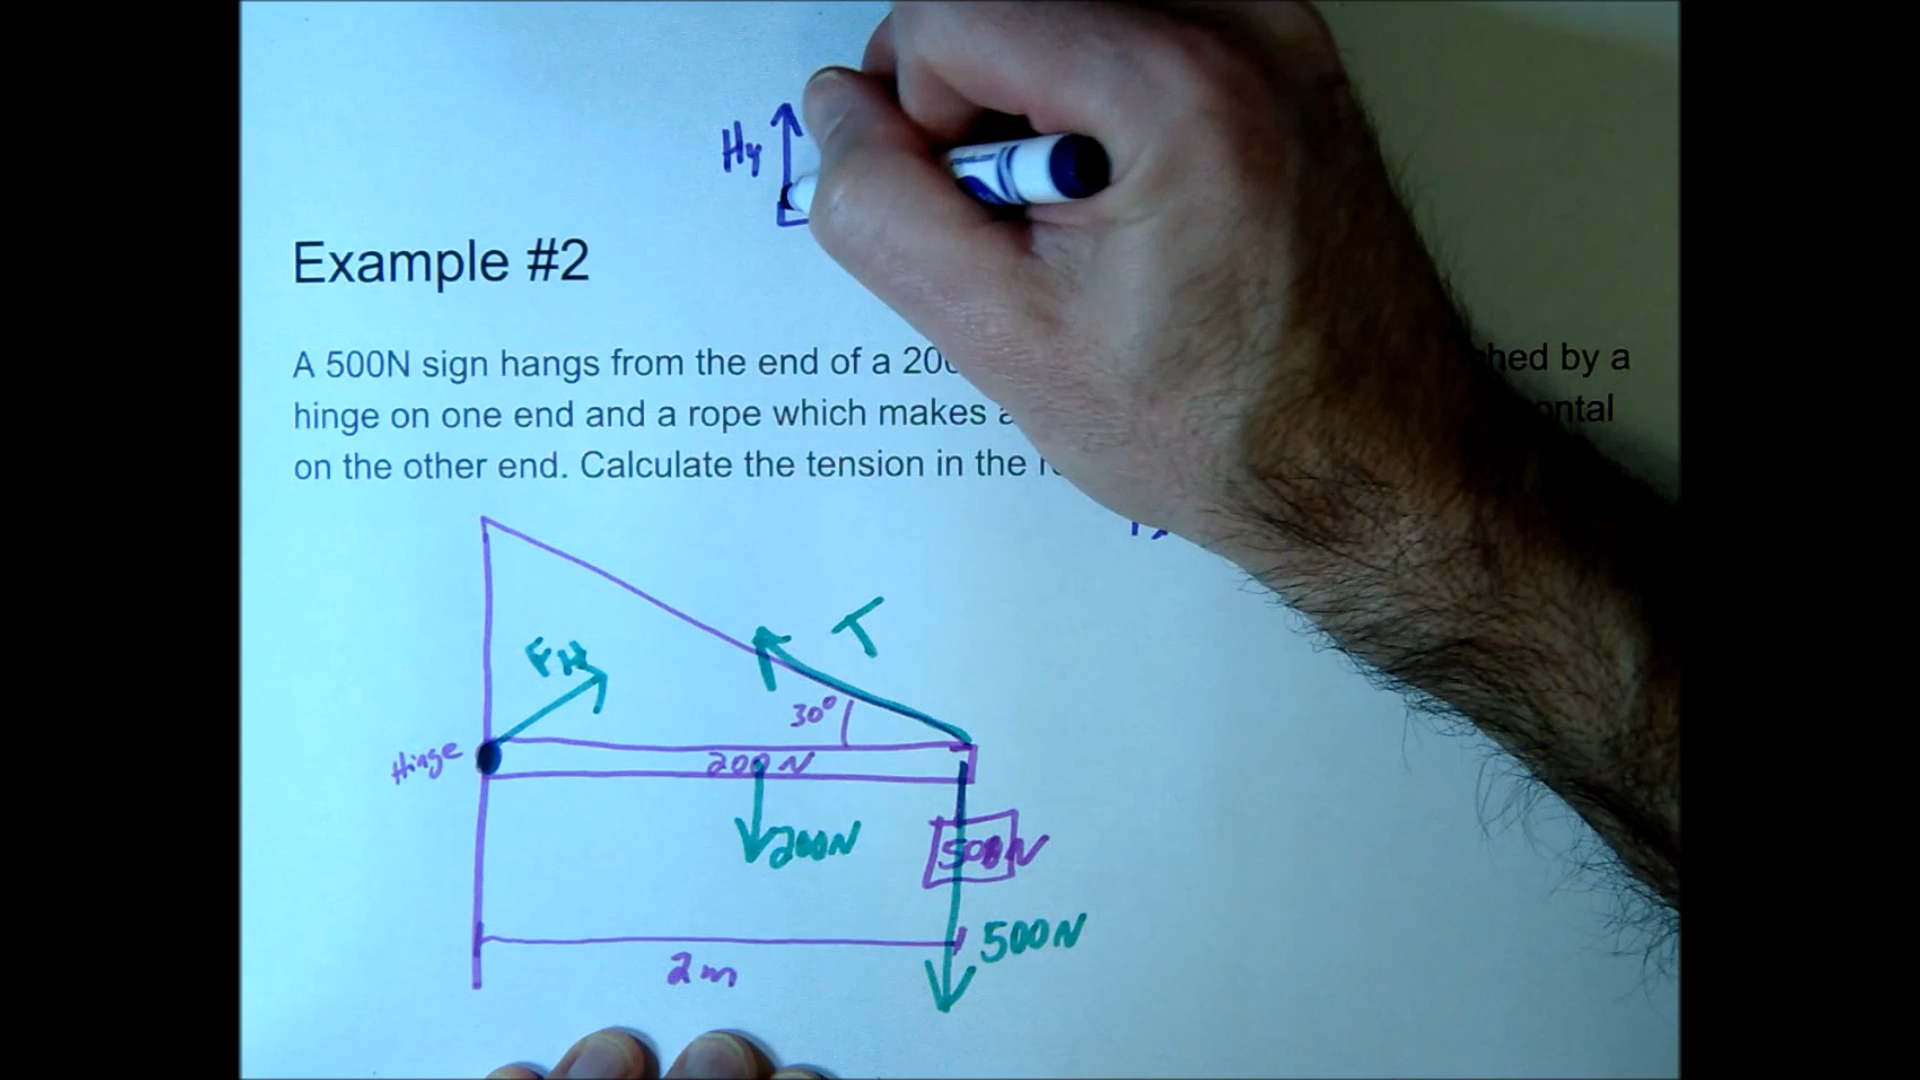 Hy
Example #2
A 500N sign hangs from the end of a 20 hed by a
hinge on one end and a rope which makes ontal
on the other end. Calculate the tension in the
T
FH
30°
Hinge
200N
200N
500N
500N
2m